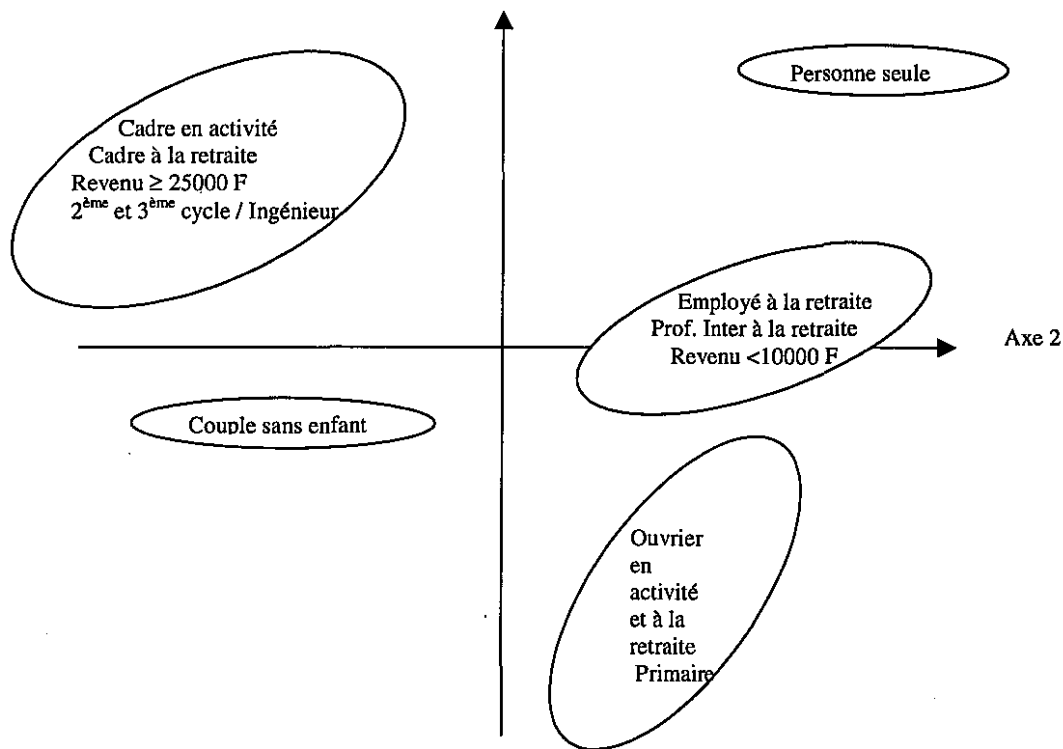 Personne seule
Cadre en activité
Cadre à la retraite
Revenu ≥ 25000 F
2ème et 3ème cycle / Ingénieur
Employé à la retraite
Prof. Inter à la retraite
Revenu <10000 F
Axe 2
Couple sans enfant
Ouvrier
en
activité
et à la
retraite
Primaire